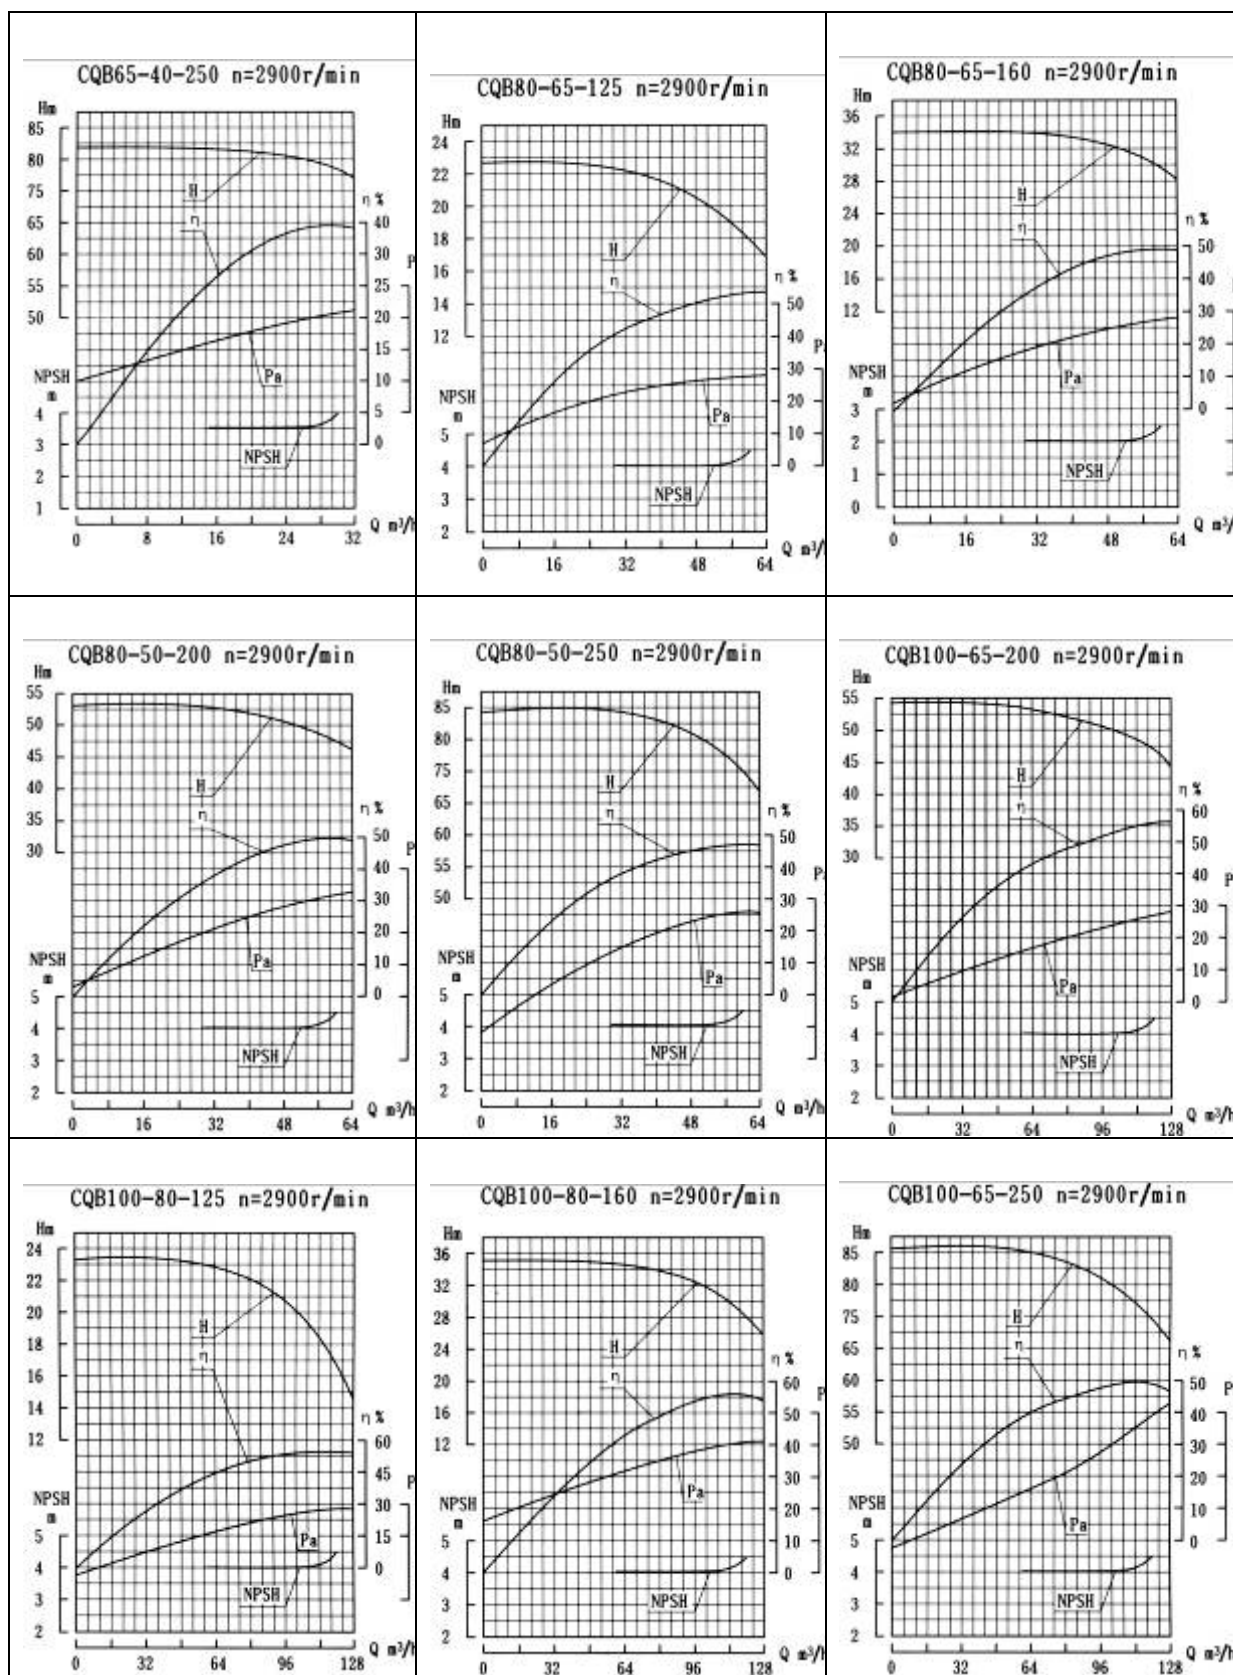 CQB65-40-250 n=2900r/min
Hm
85
80
75
70
65
60
55
50
H
η
η %
40
30
P
25
20
15
10
5
0
Pa
NPSH
m
4
3
2
1
NPSH
Q m³/h
0 8 16 24 32
CQB80-65-125 n=2900r/min
Hm
24
22
20
18
16
14
12
H
η
η %
50
40
P
30
20
10
0
Pa
NPSH
m
5
4
3
2
NPSH
Q m³/h
0 16 32 48 64
CQB80-65-160 n=2900r/min
Hm
36
32
28
24
20
16
12
H
η
η %
50
40
30
20
10
0
Pa
NPSH
m
3
2
1
0
NPSH
Q m³/h
0 16 32 48 64
CQB80-50-200 n=2900r/min
Hm
55
50
45
40
35
30
H
η
η %
50
P
40
30
20
10
0
Pa
NPSH
m
5
4
3
2
NPSH
Q m³/h
0 16 32 48 64
CQB80-50-250 n=2900r/min
Hm
85
80
75
70
65
60
55
50
H
η
η %
50
40
P
30
20
10
0
Pa
NPSH
m
5
4
3
2
NPSH
Q m³/h
0 16 32 48 64
CQB100-65-200 n=2900r/min
Hm
55
50
45
40
35
30
H
η
η %
60
50
40
P
30
20
10
0
Pa
NPSH
m
5
4
3
2
NPSH
Q m³/h
0 32 64 96 128
CQB100-80-125 n=2900r/min
Hm
24
22
20
18
16
14
12
H
η
η %
60
45
P
30
15
0
Pa
NPSH
m
5
4
3
2
NPSH
Q m³/h
0 32 64 96 128
CQB100-80-160 n=2900r/min
Hm
36
32
28
24
20
16
12
H
η
η %
60
50
P
40
30
20
10
0
Pa
NPSH
m
5
4
3
2
NPSH
Q m³/h
0 32 64 96 128
CQB100-65-250 n=2900r/min
Hm
85
80
75
70
65
60
55
50
H
η
η %
50
P
40
30
20
10
0
Pa
NPSH
m
5
4
3
2
NPSH
Q m³/h
0 32 64 96 128